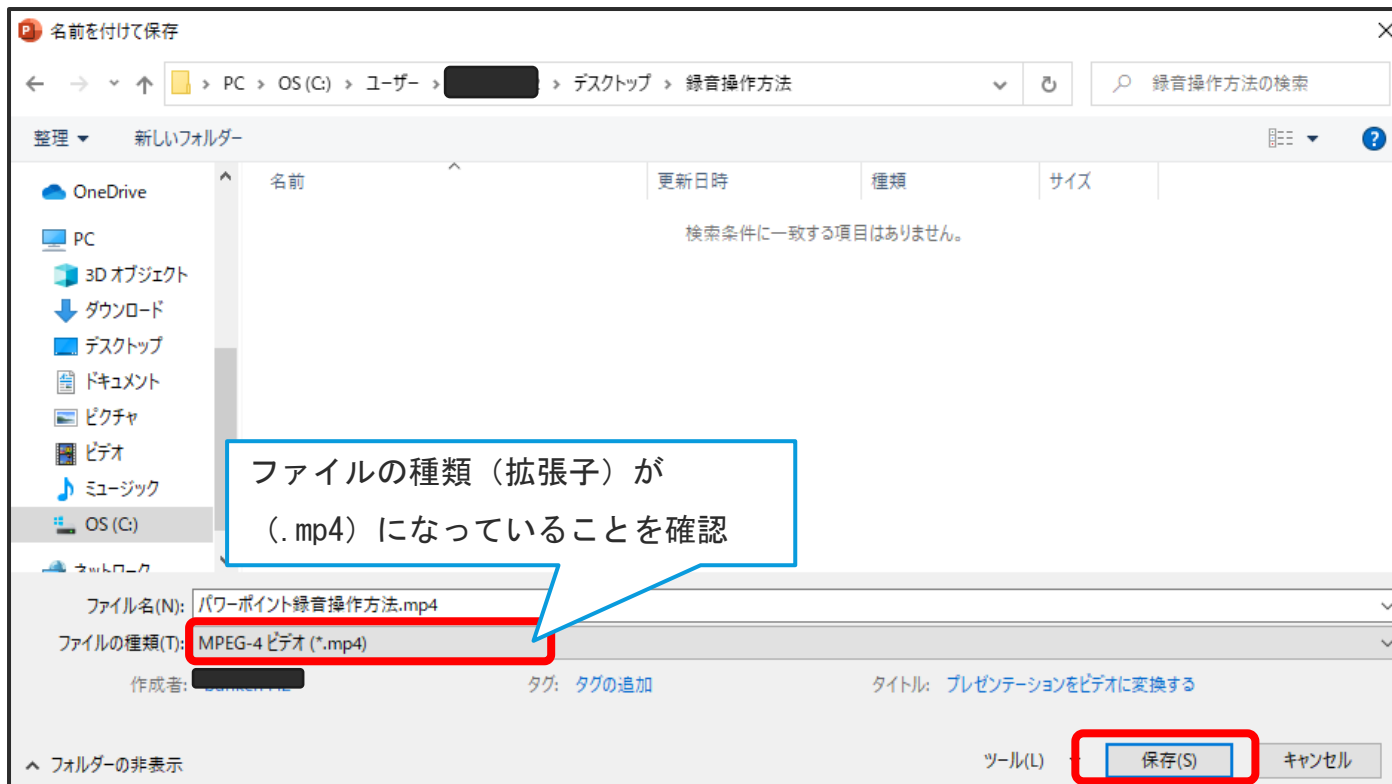 名前を付けて保存
PC › OS (C:) › ユーザー › › デスクトップ › 録音操作方法
録音操作方法の検索
整理
新しいフォルダー
OneDrive
PC
3D オブジェクト
ダウンロード
デスクトップ
ドキュメント
ピクチャ
ビデオ
ミュージック
OS (C:)
ネットワーク
名前
更新日時
種類
サイズ
検索条件に一致する項目はありません。
ファイルの種類（拡張子）が
（.mp4）になっていることを確認
ファイル名(N): パワーポイント録音操作方法.mp4
ファイルの種類(T): MPEG-4 ビデオ (*.mp4)
作成者:
タグ: タグの追加
タイトル: プレゼンテーションをビデオに変換する
フォルダーの非表示
ツール(L)
保存(S)
キャンセル